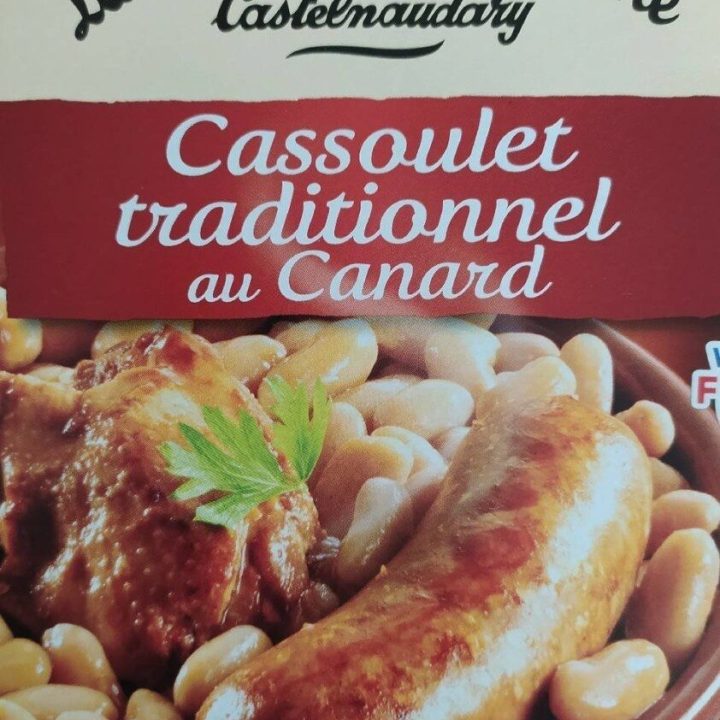 Castelnaudary
Cassoulet
traditionnel
au Canard